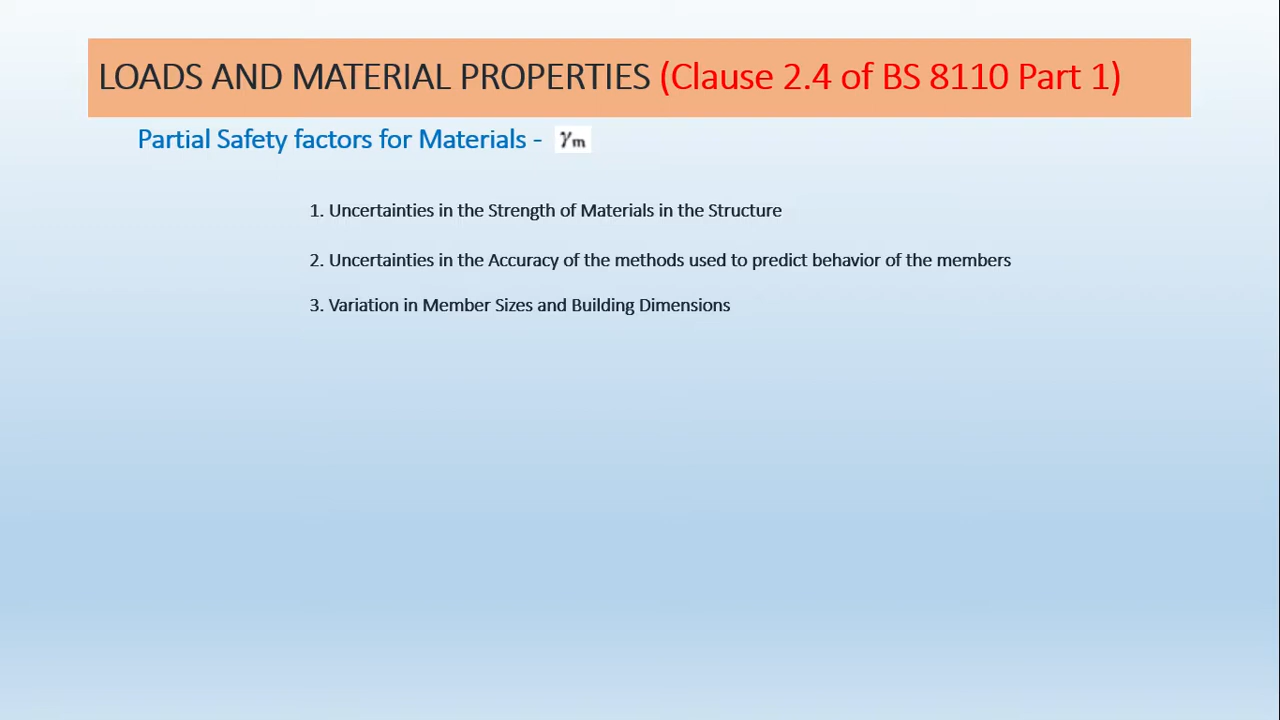 LOADS AND MATERIAL PROPERTIES (Clause 2.4 of BS 8110 Part 1)
Partial Safety factors for Materials - γm
1. Uncertainties in the Strength of Materials in the Structure
2. Uncertainties in the Accuracy of the methods used to predict behavior of the members
3. Variation in Member Sizes and Building Dimensions